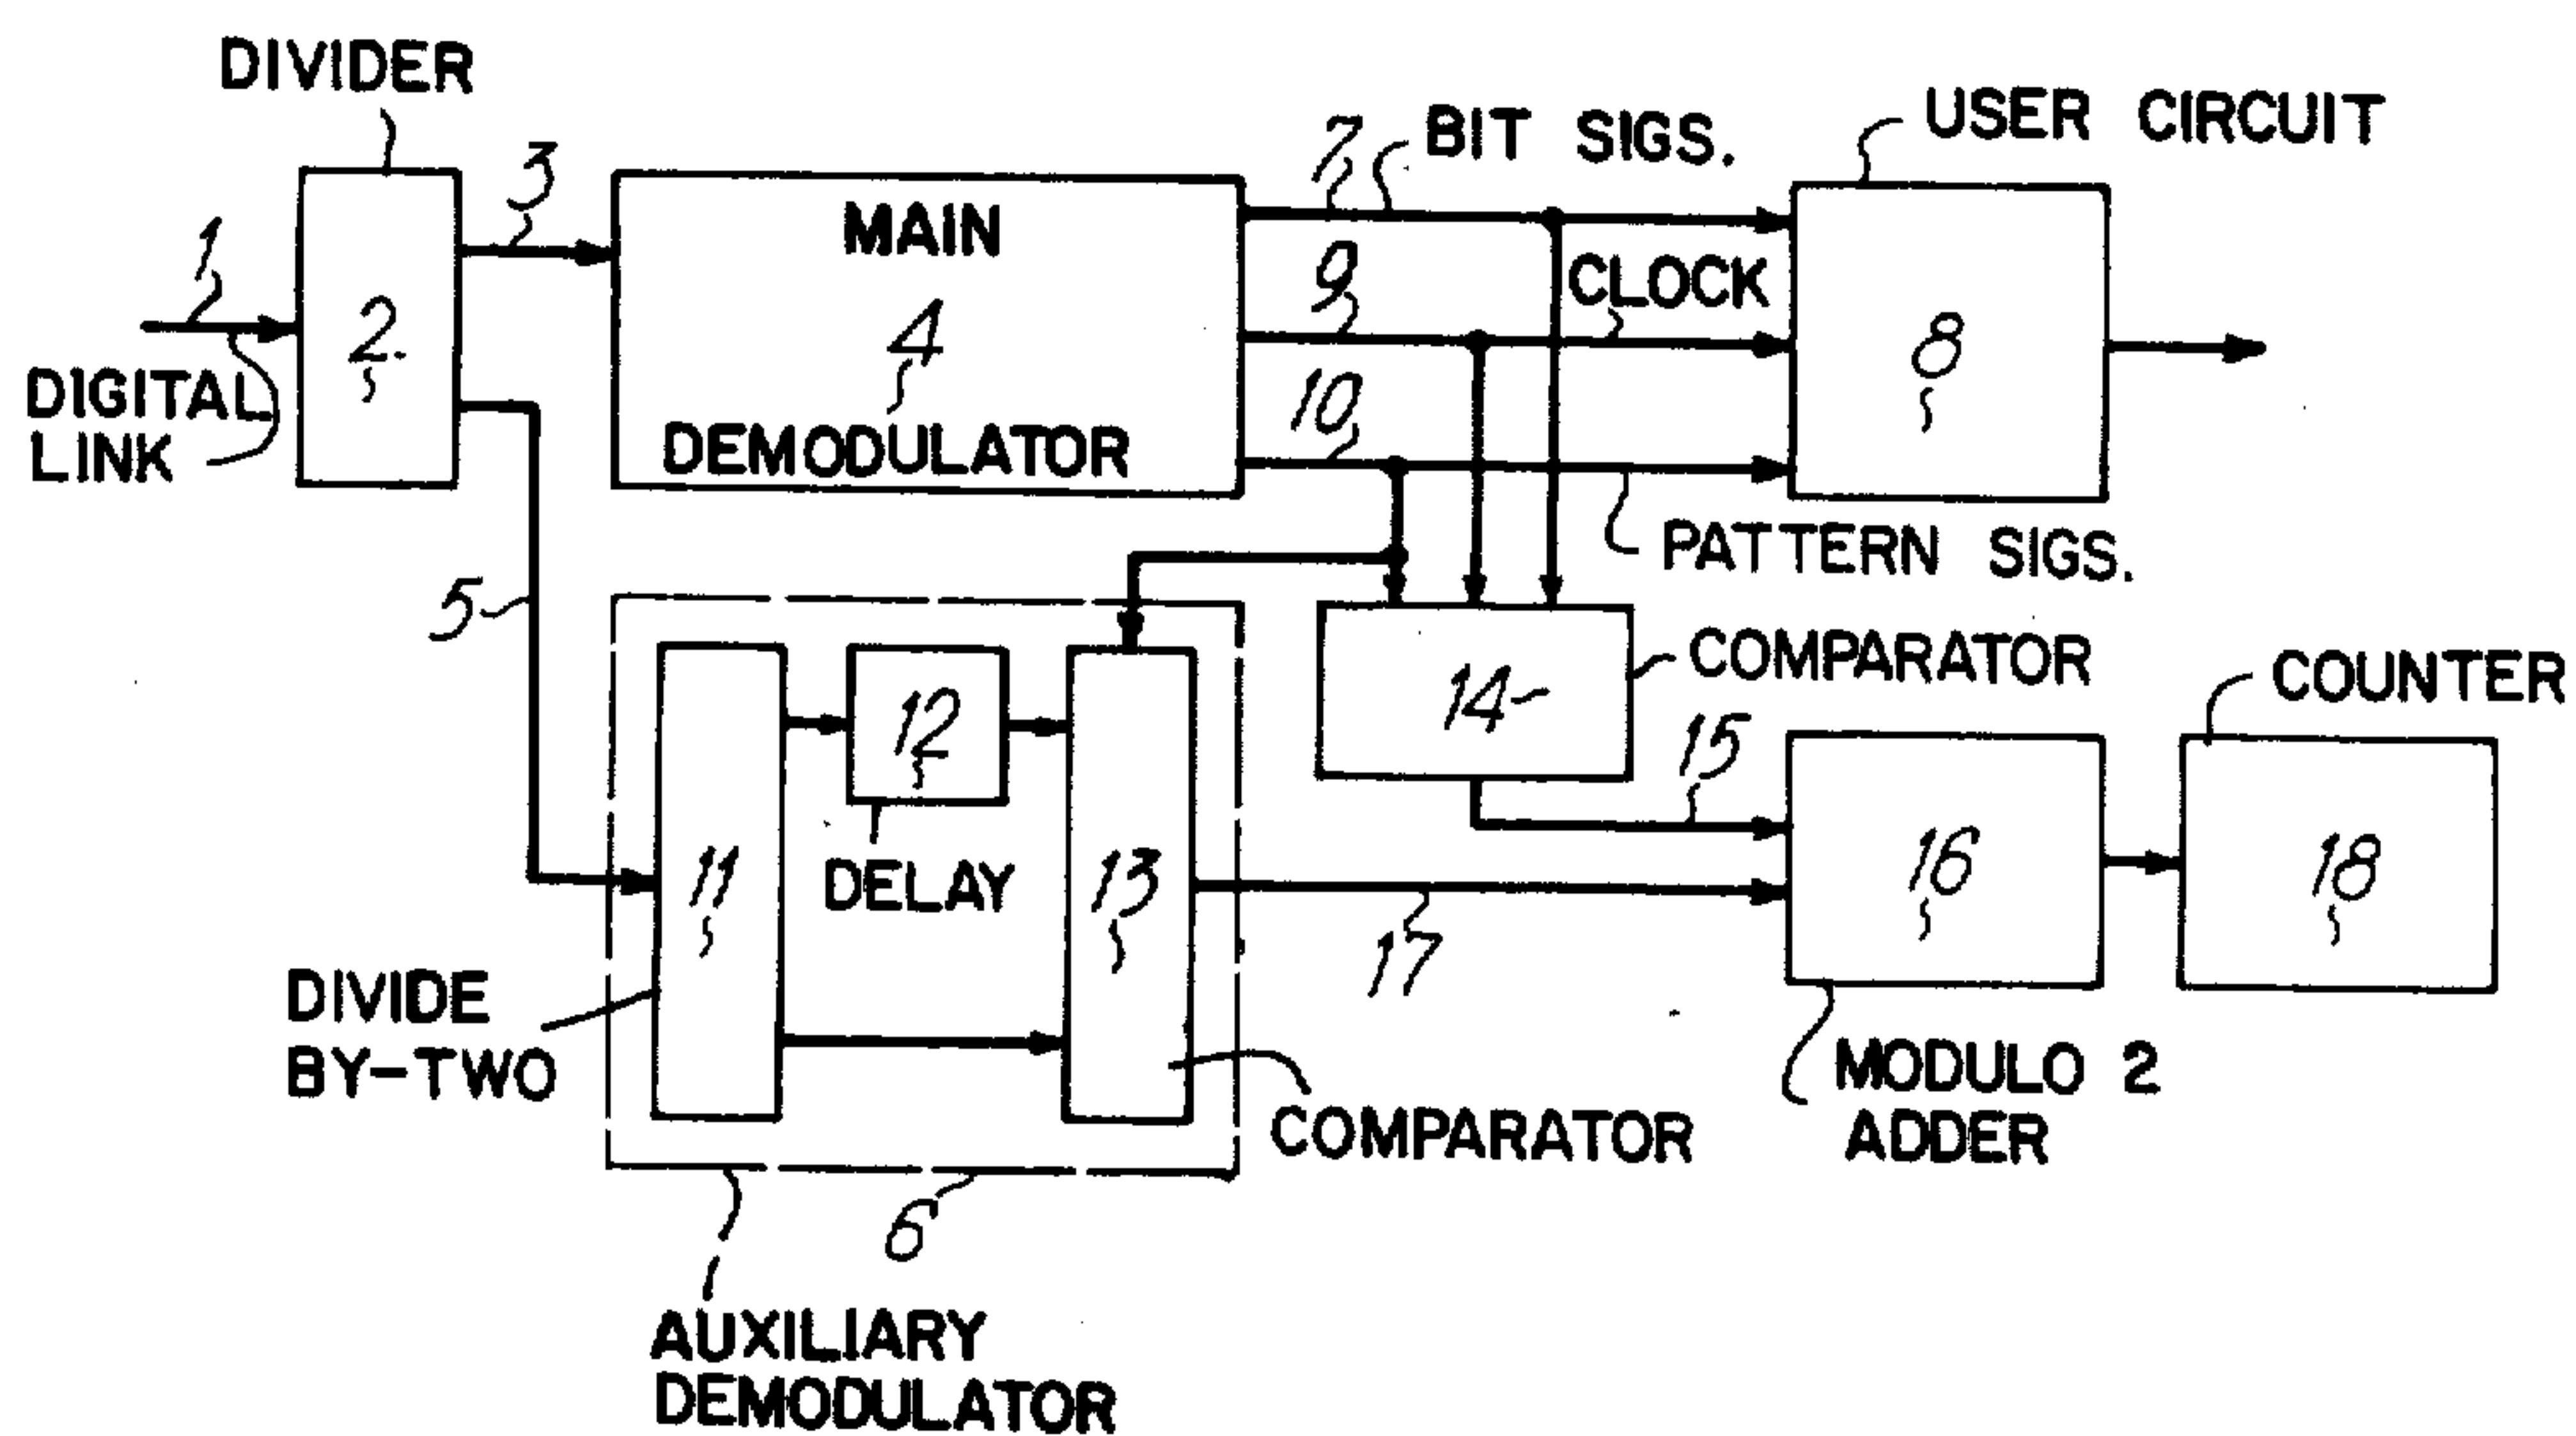 DIVIDER
3
7
BIT SIGS.
USER CIRCUIT
1
2.
MAIN
4
DEMODULATOR
9
CLOCK
8
DIGITAL
LINK
10
PATTERN SIGS.
5
11
12
DELAY
13
14
COMPARATOR
15
COUNTER
16
18
17
DIVIDE
BY-TWO
COMPARATOR
MODULO 2
ADDER
6
AUXILIARY
DEMODULATOR